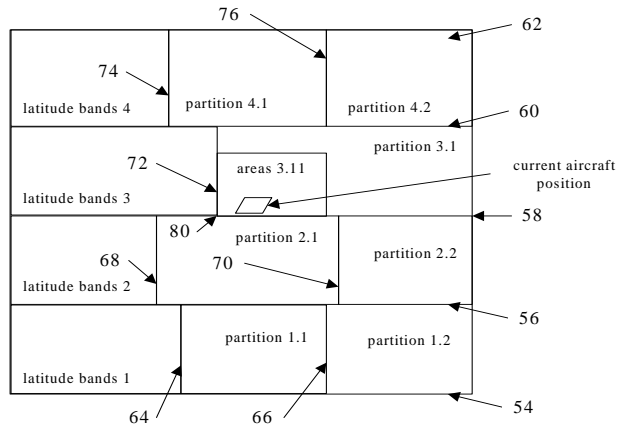 76
62
74
latitude bands 4
partition 4.1
partition 4.2
60
partition 3.1
72
areas 3.11
current aircraft
position
latitude bands 3
58
80
partition 2.1
68
70
partition 2.2
latitude bands 2
56
partition 1.1
partition 1.2
latitude bands 1
64
66
54